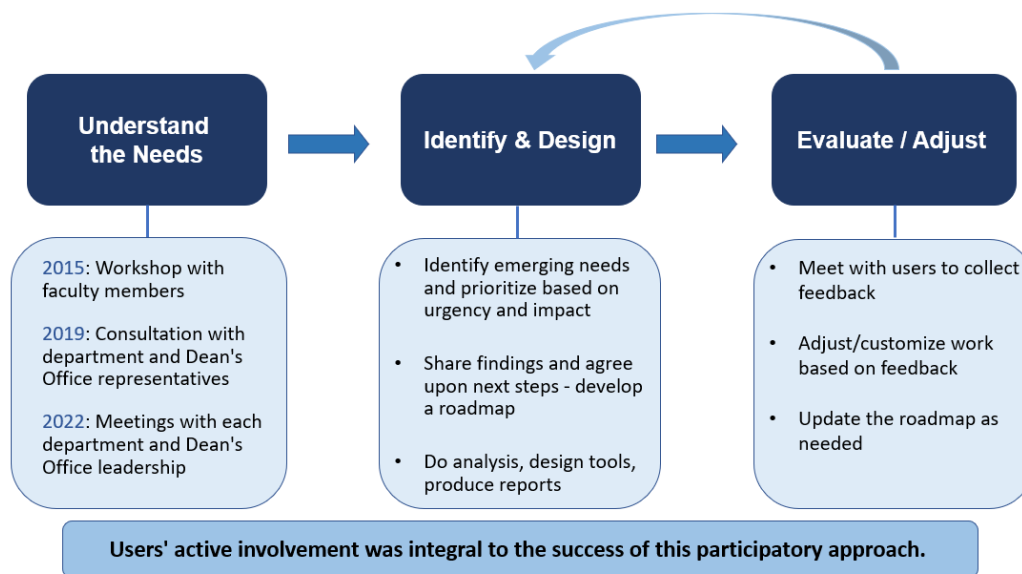 Understand
the Needs
Identify & Design
Evaluate / Adjust
2015: Workshop with
faculty members
2019: Consultation with
department and Dean's
Office representatives
2022: Meetings with each
department and Dean's
Office leadership
• Identify emerging needs
and prioritize based on
urgency and impact
• Share findings and agree
upon next steps - develop
a roadmap
• Do analysis, design tools,
produce reports
• Meet with users to collect
feedback
• Adjust/customize work
based on feedback
• Update the roadmap as
needed
Users' active involvement was integral to the success of this participatory approach.